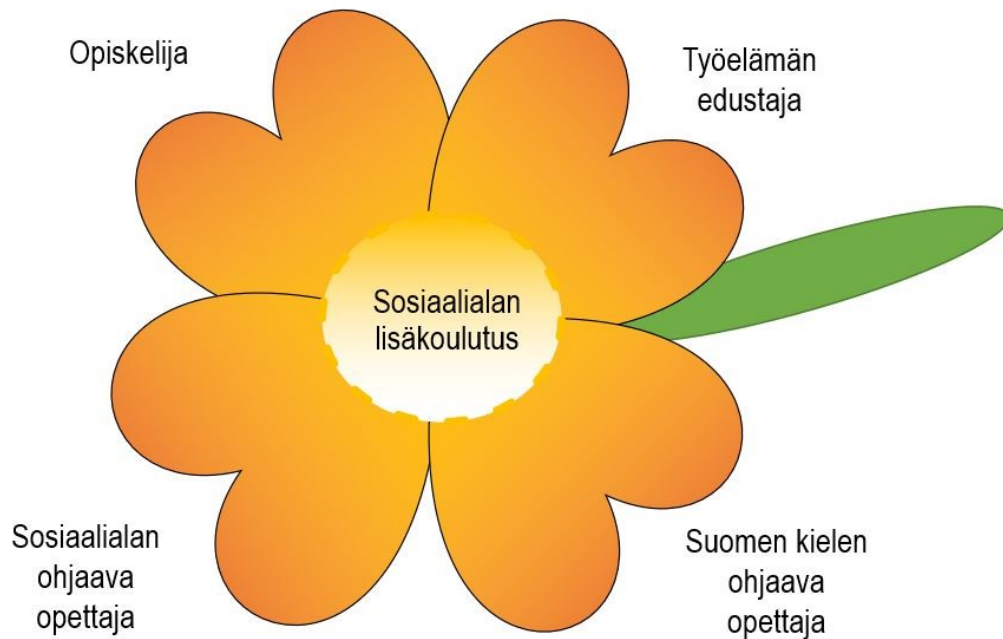 Opiskelija
Työelämän
edustaja
Sosiaalialan
lisäkoulutus
Sosiaalialan
ohjaava
opettaja
Suomen kielen
ohjaava
opettaja